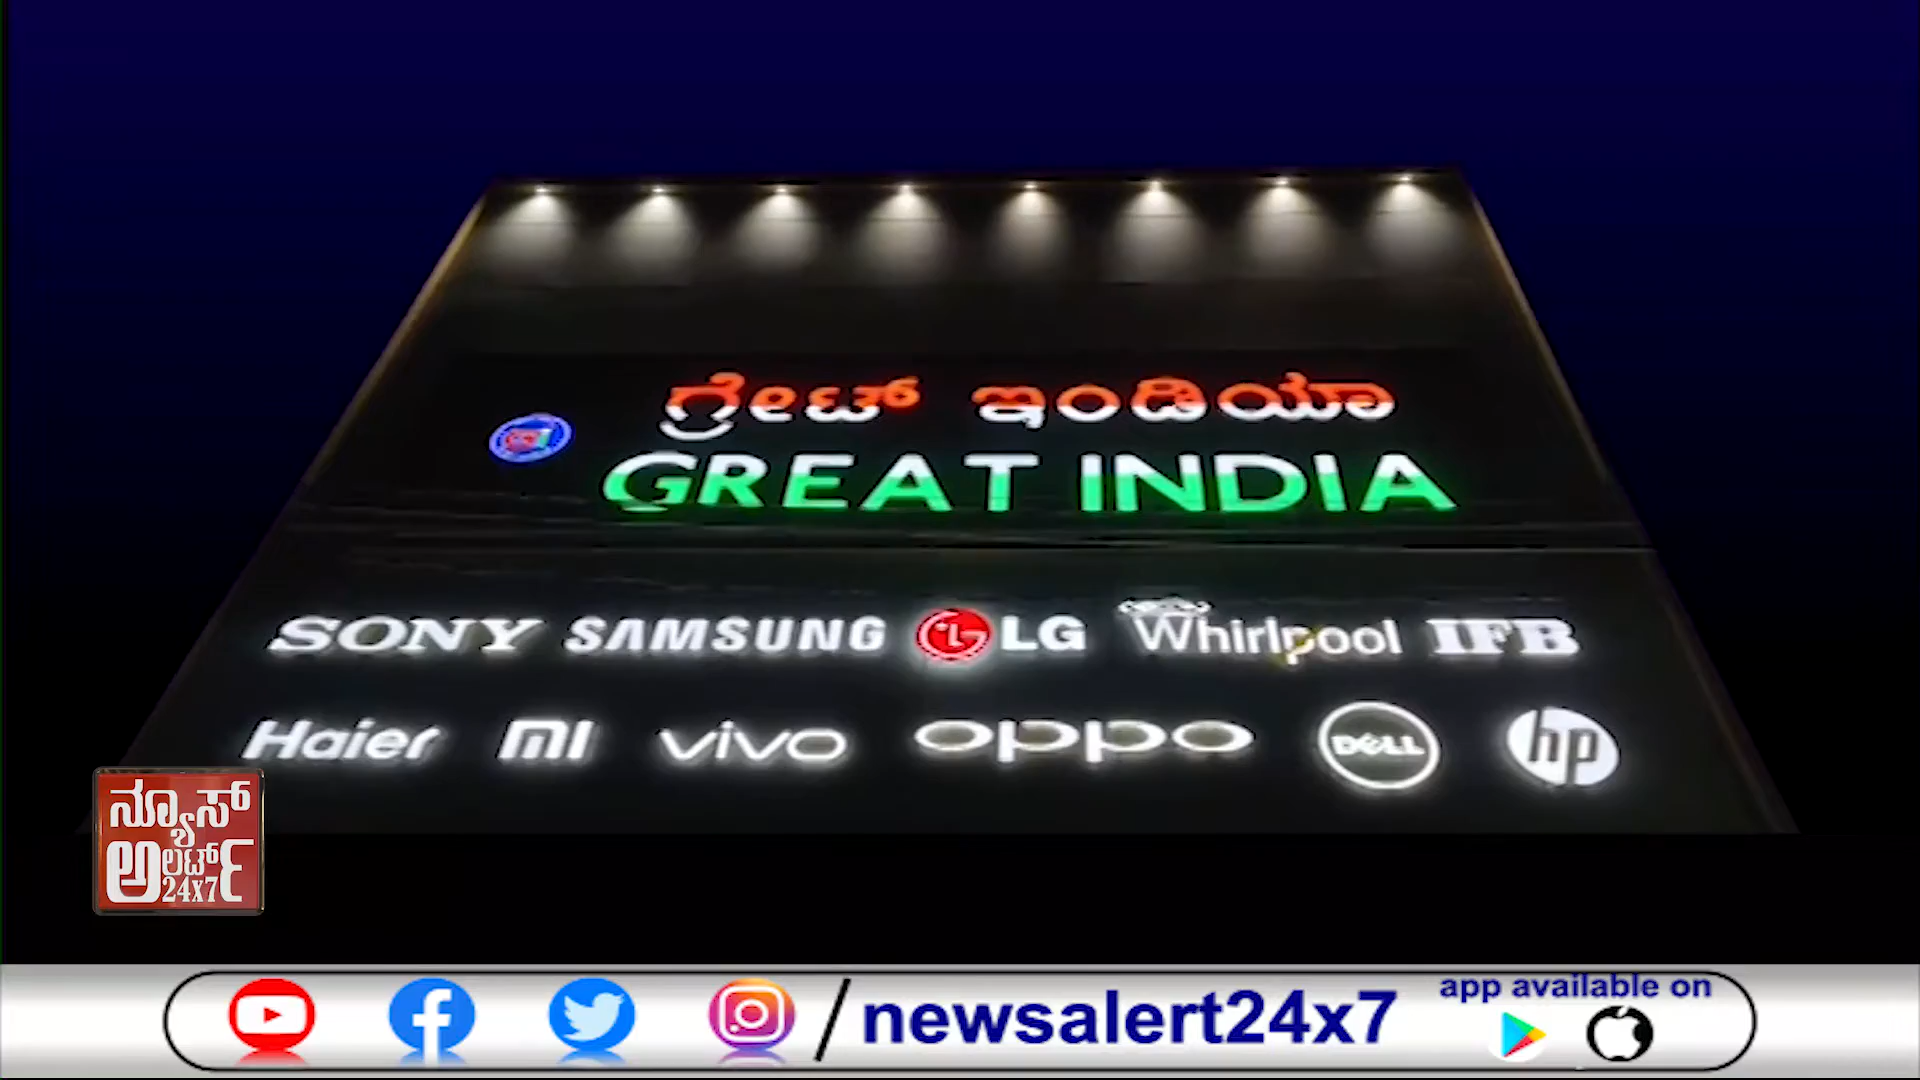 ಗ್ರೇಟ್ ಇಂಡಿಯಾ
GREAT INDIA
SONY SAMSUNG LG Whirlpool IFB
Haier mi vivo oppo DELL hp
ನ್ಯೂಸ್
ಅಲರ್ಟ್
24x7
/newsalert24x7
app available on